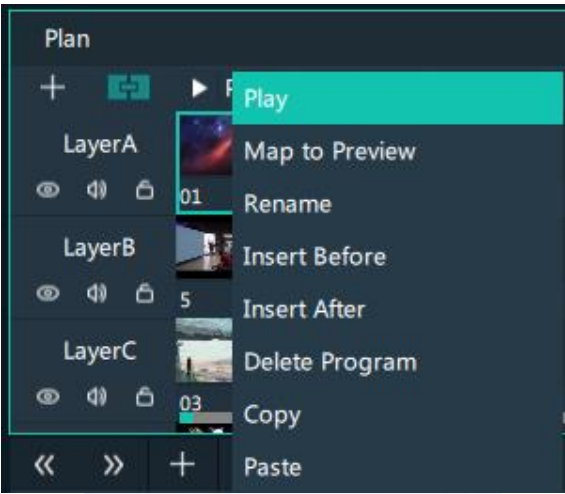 Plan
Play
LayerA
Map to Preview
01
Rename
LayerB
Insert Before
5
Insert After
LayerC
Delete Program
03
Copy
Paste